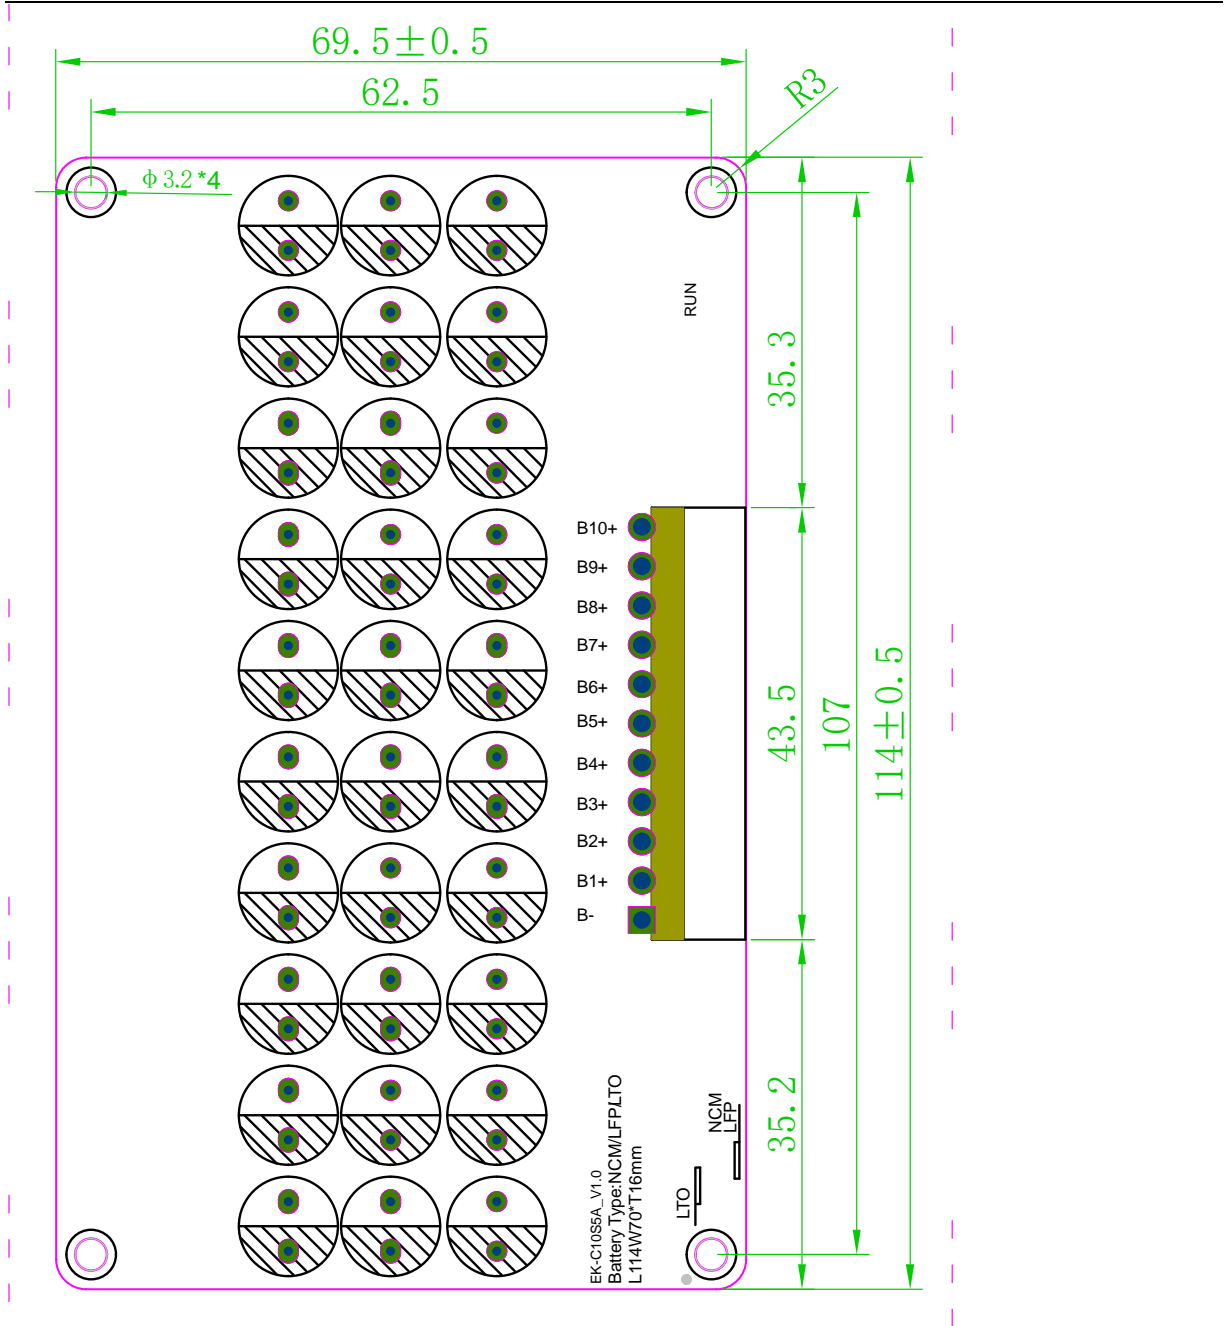 69.5±0.5
62.5
R3
ϕ3.2*4
RUN
35.3
B10+
B9+
B8+
B7+
B6+
B5+
B4+
B3+
B2+
B1+
B-
43.5
107
114±0.5
35.2
NCM
LFP
LTO
EK-C10S5A_V1.0
Battery Type:NCM/LFP/LTO
L114W70*T16mm